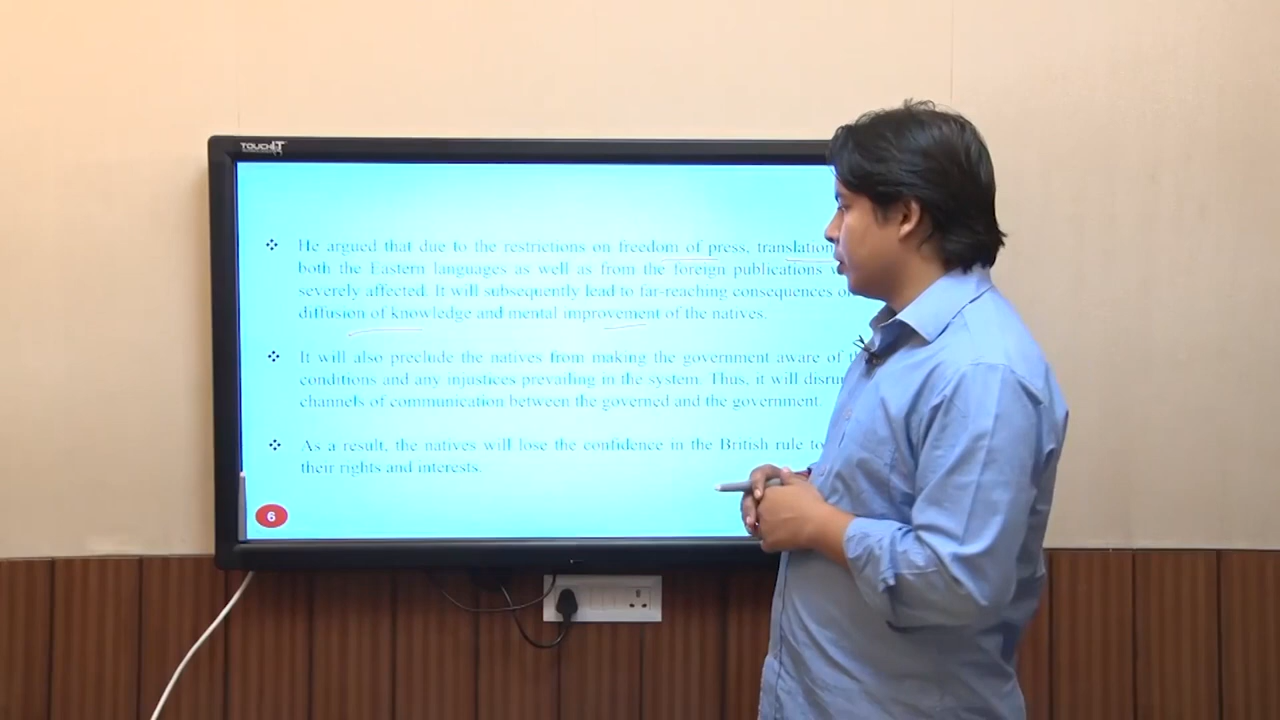 TOUCHIT
❖ He argued that due to the restrictions on freedom of press, translation
both the Eastern languages as well as from the foreign publications
severely affected. It will subsequently lead to far-reaching consequences
diffusion of knowledge and mental improvement of the natives.
❖ It will also preclude the natives from making the government aware of
conditions and any injustices prevailing in the system. Thus, it will
channels of communication between the governed and the government.
❖ As a result, the natives will lose the confidence in the British rule to
their rights and interests.
6